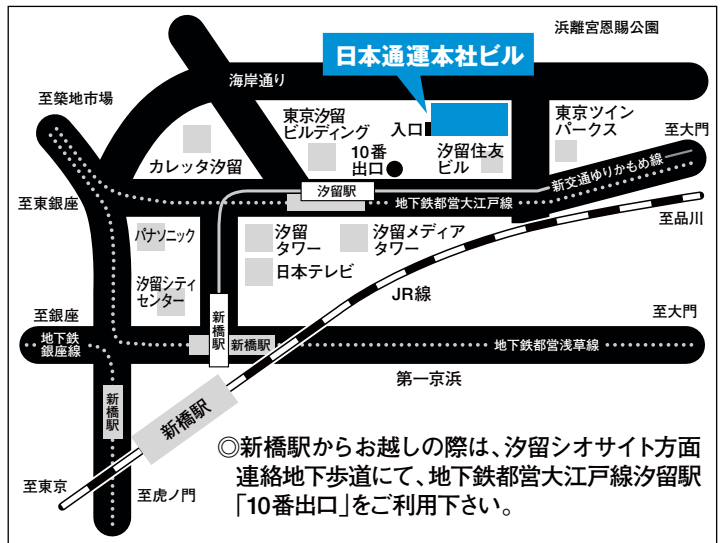 浜離宮恩賜公園
日本通運本社ビル
海岸通り
至築地市場
東京汐留
ビルディング
入口
東京ツイン
パークス
至大門
カレッタ汐留
10番
出口
汐留住友
ビル
新交通ゆりかもめ線
汐留駅
至東銀座
地下鉄都営大江戸線
至品川
パナソニック
汐留
タワー
汐留メディア
タワー
日本テレビ
汐留シティ
センター
JR線
至銀座
至大門
地下鉄
銀座線
新橋駅
新橋駅
地下鉄都営浅草線
第一京浜
新橋駅
新橋駅
至東京
至虎ノ門
◎新橋駅からお越しの際は、汐留シオサイト方面
連絡地下歩道にて、地下鉄都営大江戸線汐留駅
「10番出口」をご利用下さい。